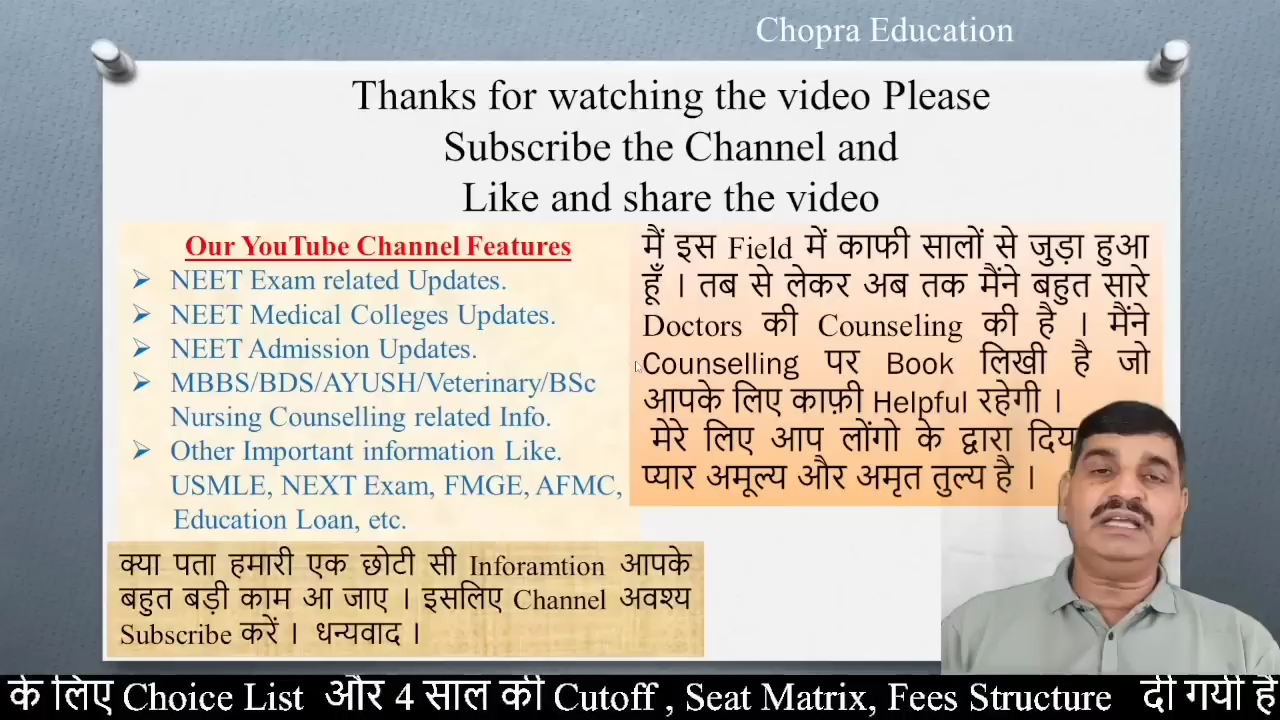 Chopra Education
Thanks for watching the video Please
Subscribe the Channel and
Like and share the video
Our YouTube Channel Features
NEET Exam related Updates.
NEET Medical Colleges Updates.
NEET Admission Updates.
MBBS/BDS/AYUSH/Veterinary/BSc
Nursing Counselling related Info.
Other Important information Like.
USMLE, NEXT Exam, FMGE, AFMC,
Education Loan, etc.
मैं इस Field में काफी सालों से जुड़ा हुआ
हूँ । तब से लेकर अब तक मैंने बहुत सारे
Doctors की Counseling की है । मैंने
Counselling पर Book लिखी है जो
आपके लिए काफ़ी Helpful रहेगी ।
मेरे लिए आप लोंगो के द्वारा
प्यार अमूल्य और अमृत तुल्य है ।
क्या पता हमारी एक छोटी सी Inforamtion आपके
बहुत बड़ी काम आ जाए । इसलिए Channel अवश्य
Subscribe करें । धन्यवाद ।
के लिए Choice List और 4 साल की Cutoff , Seat Matrix, Fees Structure दी गयी है